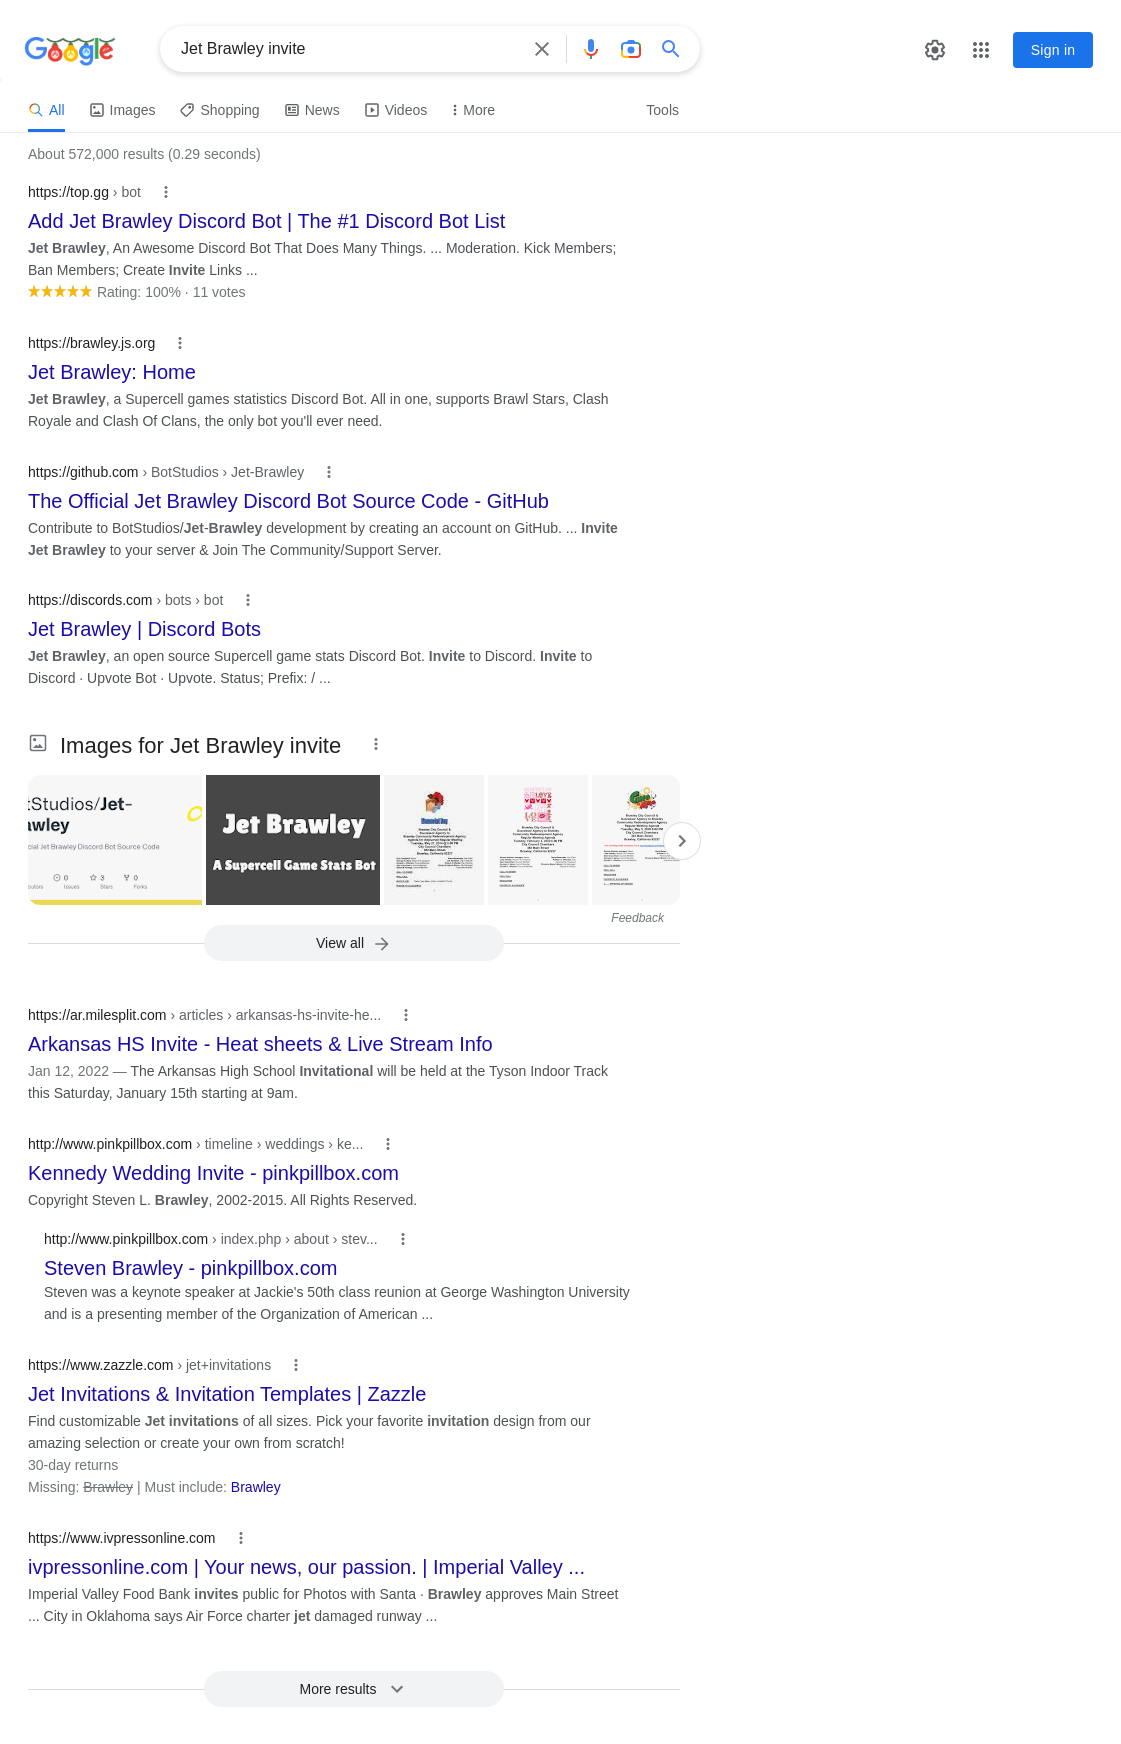 Google
Jet Brawley invite
Sign in
All
Images
Shopping
News
Videos
More
Tools
About 572,000 results (0.29 seconds)
https://top.gg › bot
Add Jet Brawley Discord Bot | The #1 Discord Bot List
Jet Brawley, An Awesome Discord Bot That Does Many Things. ... Moderation. Kick Members;
Ban Members; Create Invite Links ...
Rating: 100% · 11 votes
https://brawley.js.org
Jet Brawley: Home
Jet Brawley, a Supercell games statistics Discord Bot. All in one, supports Brawl Stars, Clash
Royale and Clash Of Clans, the only bot you'll ever need.
https://github.com › BotStudios › Jet-Brawley
The Official Jet Brawley Discord Bot Source Code - GitHub
Contribute to BotStudios/Jet-Brawley development by creating an account on GitHub. ... Invite
Jet Brawley to your server & Join The Community/Support Server.
https://discords.com › bots › bot
Jet Brawley | Discord Bots
Jet Brawley, an open source Supercell game stats Discord Bot. Invite to Discord. Invite to
Discord · Upvote Bot · Upvote. Status; Prefix: / ...
Images for Jet Brawley invite
tStudios/Jet-
awley
cial Jet Brawley Discord Bot Source Code
0
3
0
Issues
Stars
Forks
Jet Brawley
A Supercell Game Stats Bot
Memorial Day
Feedback
View all
https://ar.milesplit.com › articles › arkansas-hs-invite-he...
Arkansas HS Invite - Heat sheets & Live Stream Info
Jan 12, 2022 — The Arkansas High School Invitational will be held at the Tyson Indoor Track
this Saturday, January 15th starting at 9am.
http://www.pinkpillbox.com › timeline › weddings › ke...
Kennedy Wedding Invite - pinkpillbox.com
Copyright Steven L. Brawley, 2002-2015. All Rights Reserved.
http://www.pinkpillbox.com › index.php › about › stev...
Steven Brawley - pinkpillbox.com
Steven was a keynote speaker at Jackie's 50th class reunion at George Washington University
and is a presenting member of the Organization of American ...
https://www.zazzle.com › jet+invitations
Jet Invitations & Invitation Templates | Zazzle
Find customizable Jet invitations of all sizes. Pick your favorite invitation design from our
amazing selection or create your own from scratch!
30-day returns
Missing: Brawley | Must include: Brawley
https://www.ivpressonline.com
ivpressonline.com | Your news, our passion. | Imperial Valley ...
Imperial Valley Food Bank invites public for Photos with Santa · Brawley approves Main Street
... City in Oklahoma says Air Force charter jet damaged runway ...
More results